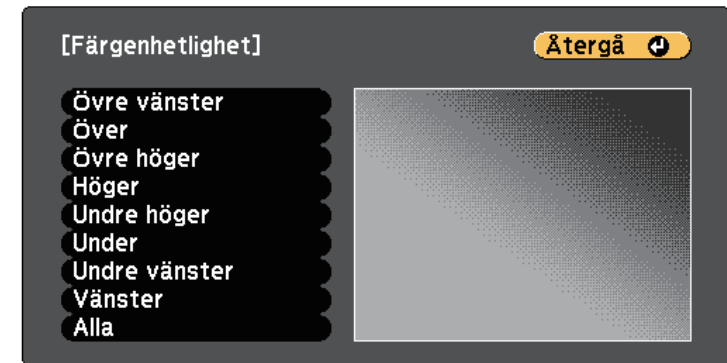 [Färgenhetlighet]
Återgå
Övre vänster
Över
Övre höger
Höger
Undre höger
Under
Undre vänster
Vänster
Alla